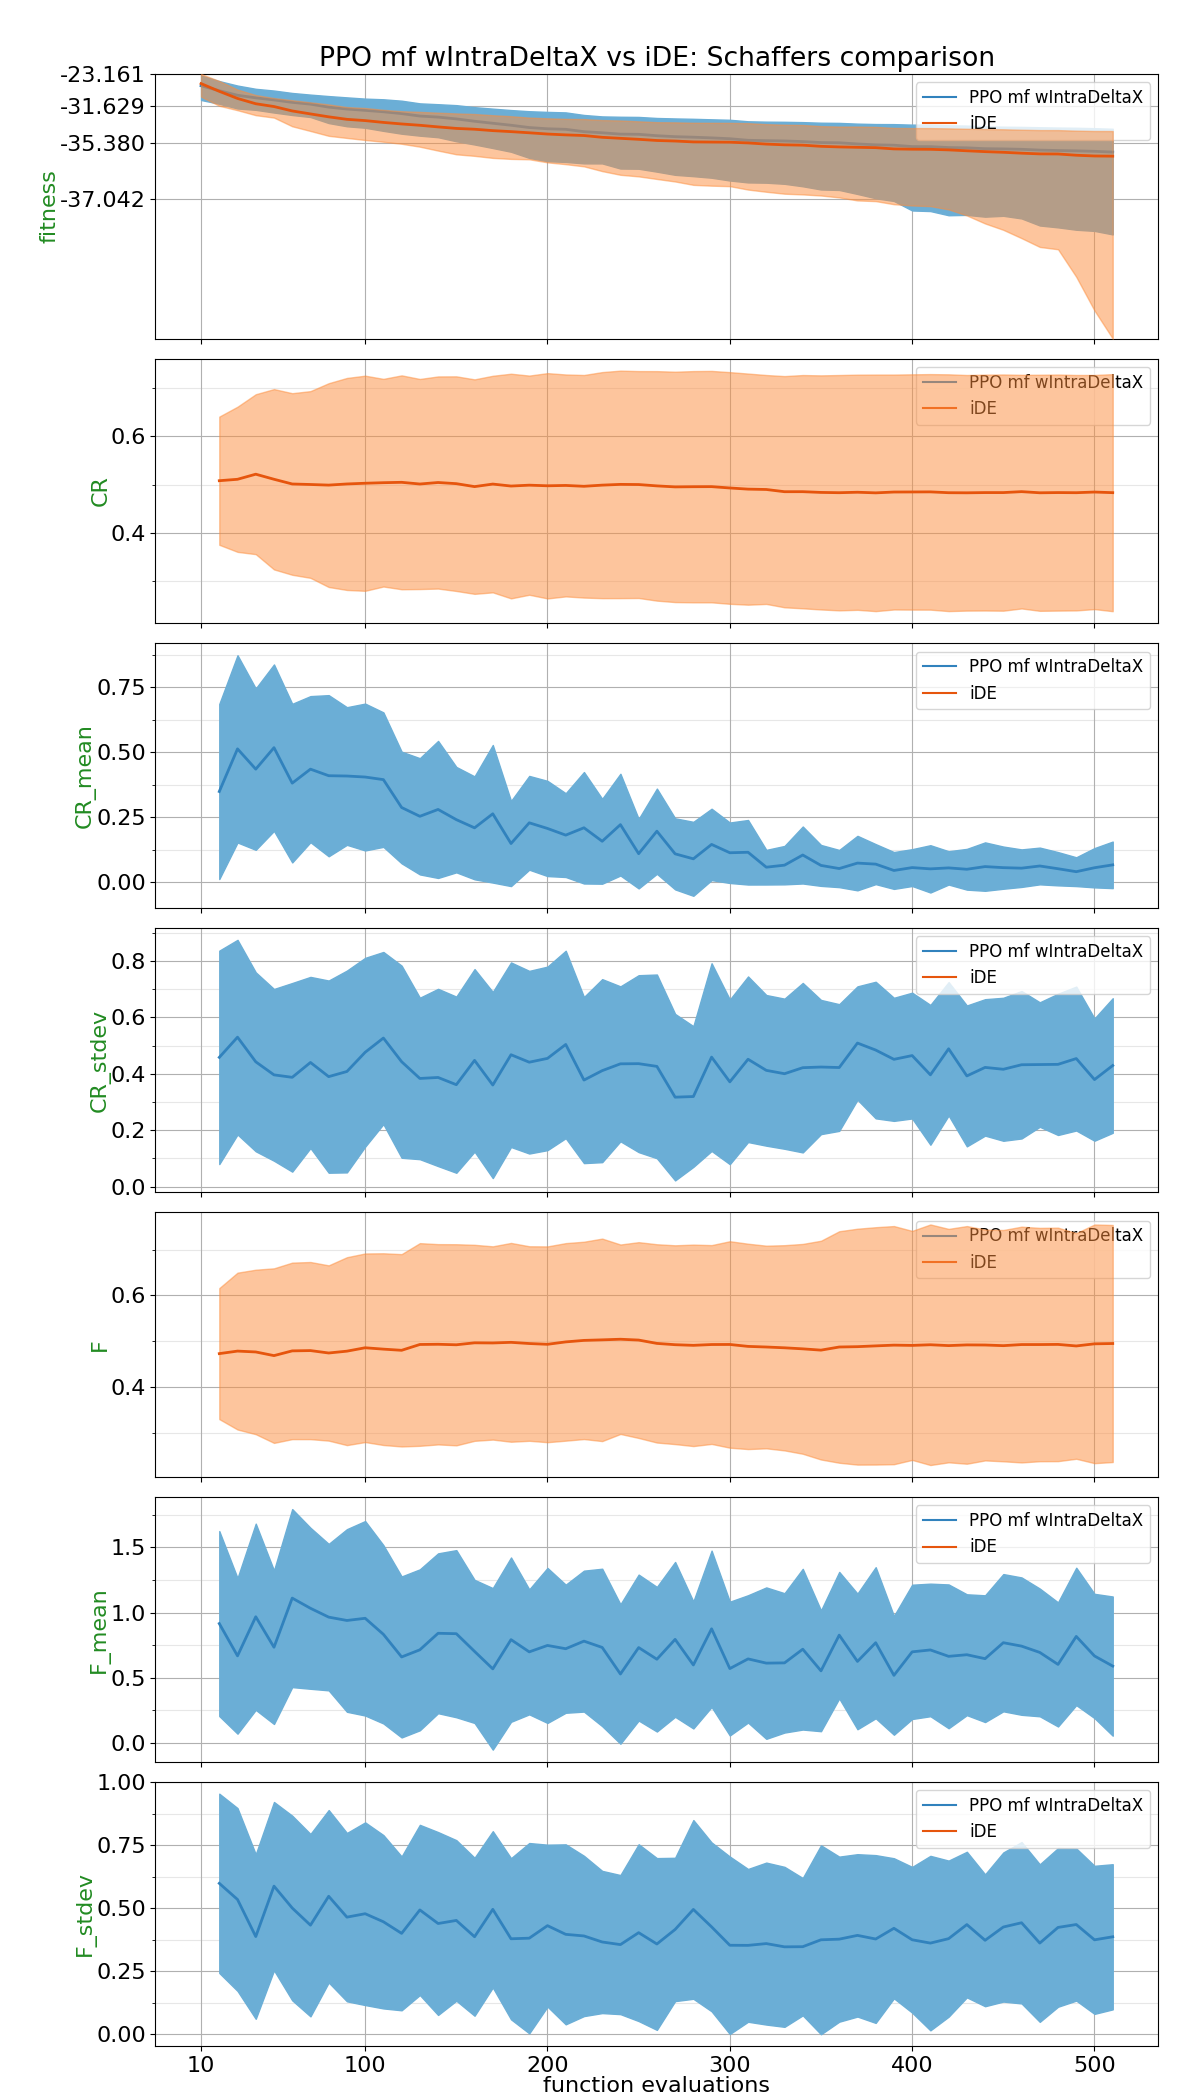 PPO mf wIntraDeltaX vs iDE: Schaffers comparison
-23.161
-31.629
-35.380
-37.042
fitness
PPO mf wIntraDeltaX
iDE
0.6
0.4
CR
PPO mf wIntraDeltaX
iDE
0.75
0.50
0.25
0.00
CR_mean
PPO mf wIntraDeltaX
iDE
0.8
0.6
0.4
0.2
0.0
CR_stdev
PPO mf wIntraDeltaX
iDE
0.6
0.4
F
PPO mf wIntraDeltaX
iDE
1.5
1.0
0.5
0.0
F_mean
PPO mf wIntraDeltaX
iDE
1.00
0.75
0.50
0.25
0.00
F_stdev
PPO mf wIntraDeltaX
iDE
10 100 200 300 400 500
function evaluations